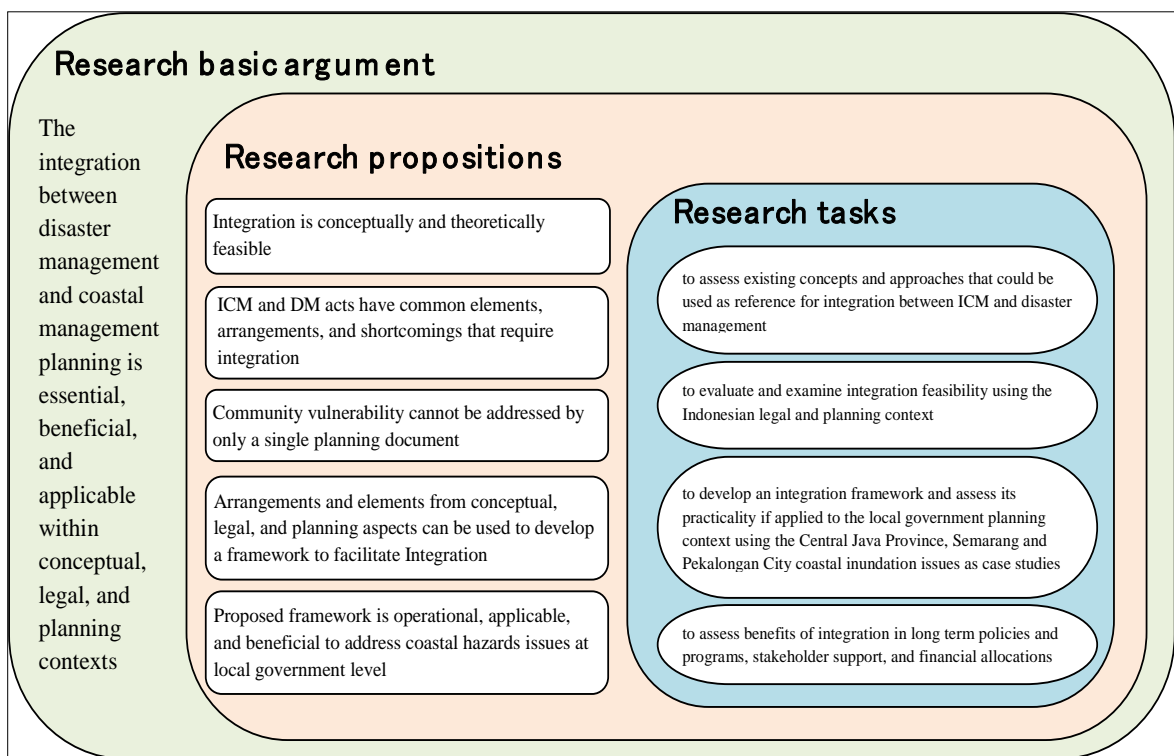 Research basic argument
The
integration
between
disaster
management
and coastal
management
planning is
essential,
beneficial,
and
applicable
within
conceptual,
legal, and
planning
contexts
Research propositions
Integration is conceptually and theoretically
feasible
ICM and DM acts have common elements,
arrangements, and shortcomings that require
integration
Community vulnerability cannot be addressed by
only a single planning document
Arrangements and elements from conceptual,
legal, and planning aspects can be used to develop
a framework to facilitate Integration
Proposed framework is operational, applicable,
and beneficial to address coastal hazards issues at
local government level
Research tasks
to assess existing concepts and approaches that could be
used as reference for integration between ICM and disaster
management
to evaluate and examine integration feasibility using the
Indonesian legal and planning context
to develop an integration framework and assess its
practicality if applied to the local government planning
context using the Central Java Province, Semarang and
Pekalongan City coastal inundation issues as case studies
to assess benefits of integration in long term policies and
programs, stakeholder support, and financial allocations